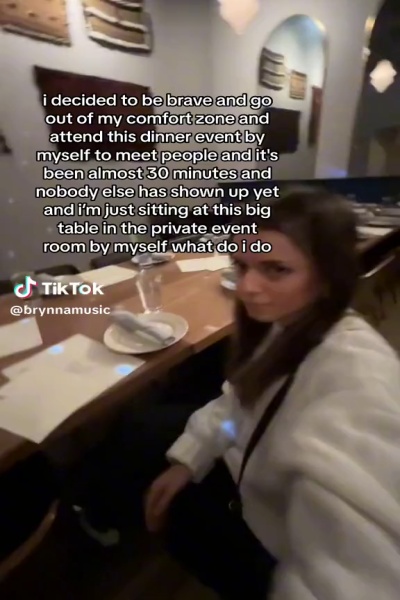 i decided to be brave and go
out of my comfort zone and
attend this dinner event by
myself to meet people and it's
been almost 30 minutes and
nobody else has shown up yet
and i'm just sitting at this big
table in the private event
room by myself what do i do
TikTok
@brynnamusic